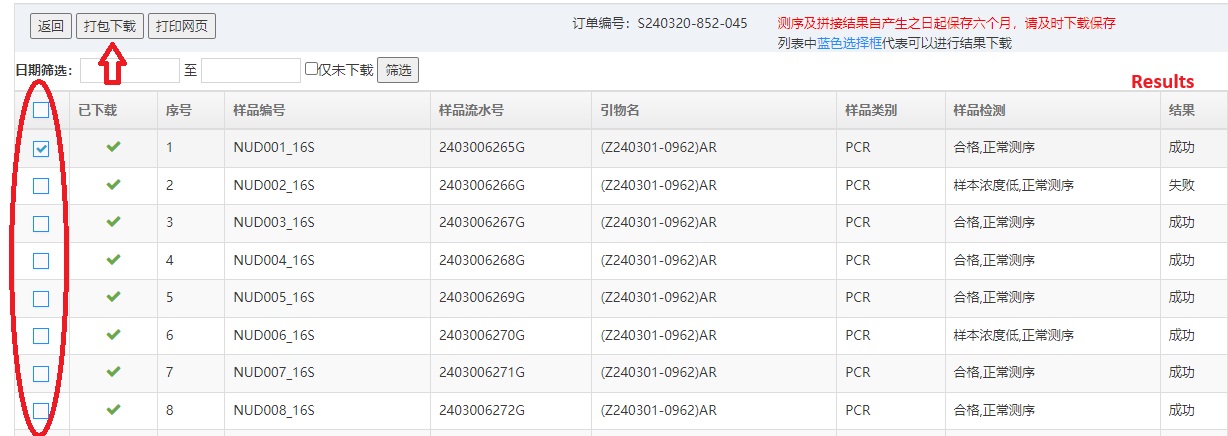 返回 打包下载 打印网页 订单编号：S240320-852-045 测序及拼接结果自产生之日起保存六个月，请及时下载保存
列表中蓝色选择框代表可以进行结果下载
日期筛选： 至 仅未下载 筛选
Results
已下载 序号 样品编号 样品流水号 引物名 样品类别 样品检测 结果
1 NUD001_16S 2403006265G (Z240301-0962)AR PCR 合格,正常测序 成功
2 NUD002_16S 2403006266G (Z240301-0962)AR PCR 样本浓度低,正常测序 失败
3 NUD003_16S 2403006267G (Z240301-0962)AR PCR 合格,正常测序 成功
4 NUD004_16S 2403006268G (Z240301-0962)AR PCR 合格,正常测序 成功
5 NUD005_16S 2403006269G (Z240301-0962)AR PCR 合格,正常测序 成功
6 NUD006_16S 2403006270G (Z240301-0962)AR PCR 样本浓度低,正常测序 成功
7 NUD007_16S 2403006271G (Z240301-0962)AR PCR 合格,正常测序 成功
8 NUD008_16S 2403006272G (Z240301-0962)AR PCR 合格,正常测序 成功